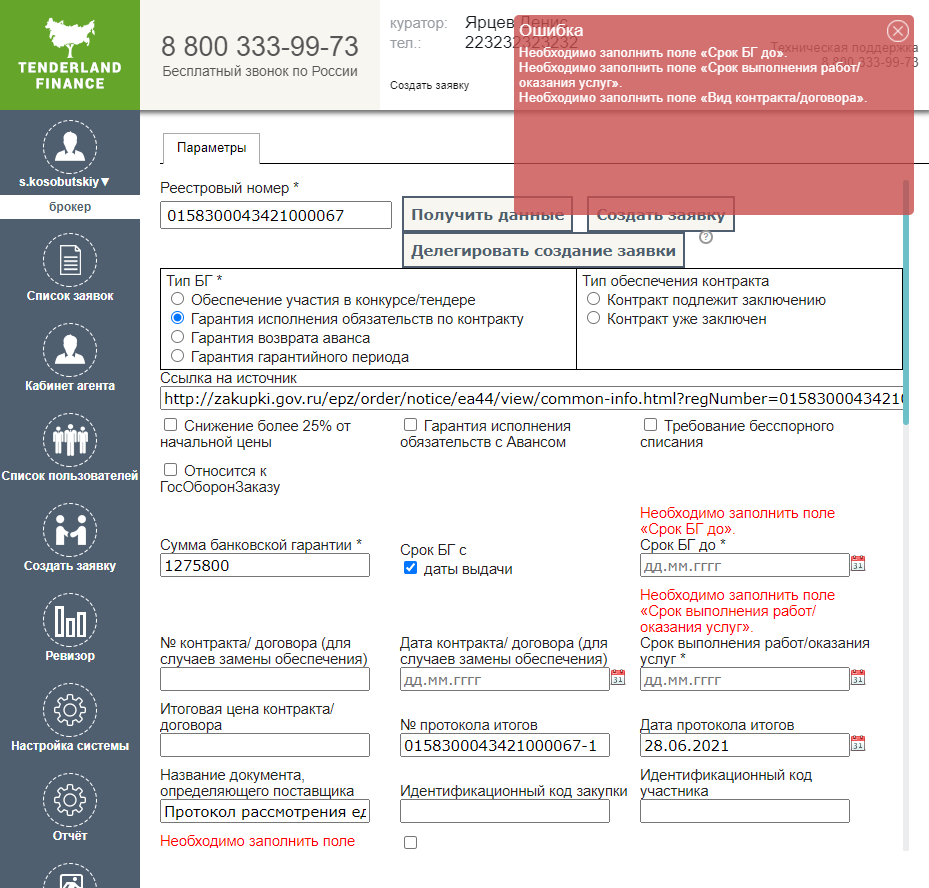 TENDERLAND
FINANCE
8 800 333-99-73
Бесплатный звонок по России
куратор: Ярцев Денис
тел.: 223232323232
Создать заявку
Техническая поддержка
8 800 333-99-73
Ошибка
Необходимо заполнить поле «Срок БГ до».
Необходимо заполнить поле «Срок выполнения работ/
оказания услуг».
Необходимо заполнить поле «Вид контракта/договора».
s.kosobutskiy▼
брокер
Список заявок
Кабинет агента
Список пользователей
Создать заявку
Ревизор
Настройка системы
Отчёт
Параметры
Реестровый номер *
0158300043421000067
Получить данные
Создать заявку
Делегировать создание заявки
?
Тип БГ *
Обеспечение участия в конкурсе/тендере
Гарантия исполнения обязательств по контракту
Гарантия возврата аванса
Гарантия гарантийного периода
Тип обеспечения контракта
Контракт подлежит заключению
Контракт уже заключен
Ссылка на источник
http://zakupki.gov.ru/epz/order/notice/ea44/view/common-info.html?regNumber=01583000434210
Снижение более 25% от
начальной цены
Гарантия исполнения
обязательств с Авансом
Требование бесспорного
списания
Относится к
ГосОборонЗаказу
Сумма банковской гарантии *
1275800
Срок БГ с
даты выдачи
Необходимо заполнить поле
«Срок БГ до».
Срок БГ до *
дд.мм.гггг
№ контракта/ договора (для
случаев замены обеспечения)
Дата контракта/ договора (для
случаев замены обеспечения)
дд.мм.гггг
Необходимо заполнить поле
«Срок выполнения работ/
оказания услуг».
Срок выполнения работ/оказания
услуг *
дд.мм.гггг
Итоговая цена контракта/
договора
№ протокола итогов
0158300043421000067-1
Дата протокола итогов
28.06.2021
Название документа,
определяющего поставщика
Протокол рассмотрения ед
Идентификационный код закупки
Идентификационный код
участника
Необходимо заполнить поле